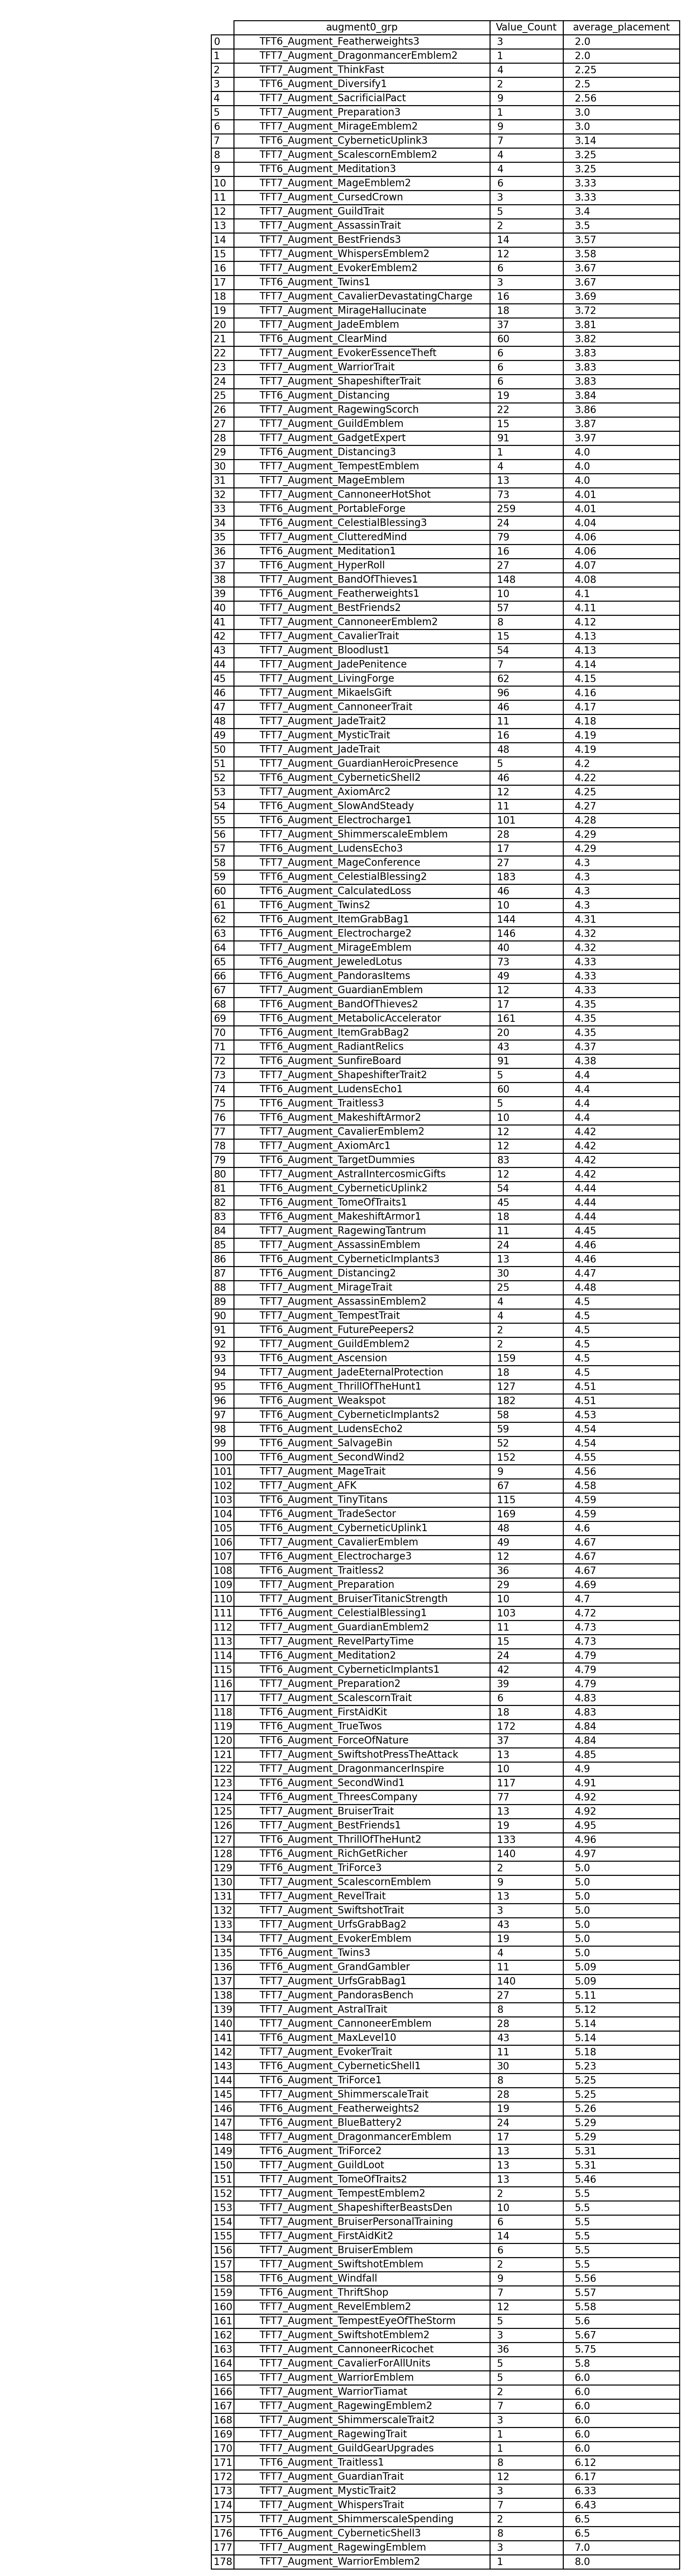 augment0_grp Value_Count average_placement
0 TFT6_Augment_Featherweights3 3 2.0
1 TFT7_Augment_DragonmancerEmblem2 1 2.0
2 TFT7_Augment_ThinkFast 4 2.25
3 TFT6_Augment_Diversify1 2 2.5
4 TFT7_Augment_SacrificialPact 9 2.56
5 TFT7_Augment_Preparation3 1 3.0
6 TFT7_Augment_MirageEmblem2 9 3.0
7 TFT6_Augment_CyberneticUplink3 7 3.14
8 TFT7_Augment_ScalescornEmblem2 4 3.25
9 TFT6_Augment_Meditation3 4 3.25
10 TFT7_Augment_MageEmblem2 6 3.33
11 TFT7_Augment_CursedCrown 3 3.33
12 TFT7_Augment_GuildTrait 5 3.4
13 TFT7_Augment_AssassinTrait 2 3.5
14 TFT7_Augment_BestFriends3 14 3.57
15 TFT7_Augment_WhispersEmblem2 12 3.58
16 TFT7_Augment_EvokerEmblem2 6 3.67
17 TFT6_Augment_Twins1 3 3.67
18 TFT7_Augment_CavalierDevastatingCharge 16 3.69
19 TFT7_Augment_MirageHallucinate 18 3.72
20 TFT7_Augment_JadeEmblem 37 3.81
21 TFT6_Augment_ClearMind 60 3.82
22 TFT7_Augment_EvokerEssenceTheft 6 3.83
23 TFT7_Augment_WarriorTrait 6 3.83
24 TFT7_Augment_ShapeshifterTrait 6 3.83
25 TFT6_Augment_Distancing 19 3.84
26 TFT7_Augment_RagewingScorch 22 3.86
27 TFT7_Augment_GuildEmblem 15 3.87
28 TFT7_Augment_GadgetExpert 91 3.97
29 TFT6_Augment_Distancing3 1 4.0
30 TFT7_Augment_TempestEmblem 4 4.0
31 TFT7_Augment_MageEmblem 13 4.0
32 TFT7_Augment_CannoneerHotShot 73 4.01
33 TFT6_Augment_PortableForge 259 4.01
34 TFT6_Augment_CelestialBlessing3 24 4.04
35 TFT7_Augment_ClutteredMind 79 4.06
36 TFT6_Augment_Meditation1 16 4.06
37 TFT6_Augment_HyperRoll 27 4.07
38 TFT6_Augment_BandOfThieves1 148 4.08
39 TFT6_Augment_Featherweights1 10 4.1
40 TFT7_Augment_BestFriends2 57 4.11
41 TFT7_Augment_CannoneerEmblem2 8 4.12
42 TFT7_Augment_CavalierTrait 15 4.13
43 TFT7_Augment_Bloodlust1 54 4.13
44 TFT7_Augment_JadePenitence 7 4.14
45 TFT7_Augment_LivingForge 62 4.15
46 TFT7_Augment_MikaelsGift 96 4.16
47 TFT7_Augment_CannoneerTrait 46 4.17
48 TFT7_Augment_JadeTrait2 11 4.18
49 TFT7_Augment_MysticTrait 16 4.19
50 TFT7_Augment_JadeTrait 48 4.19
51 TFT7_Augment_GuardianHeroicPresence 5 4.2
52 TFT6_Augment_CyberneticShell2 46 4.22
53 TFT7_Augment_AxiomArc2 12 4.25
54 TFT6_Augment_SlowAndSteady 11 4.27
55 TFT6_Augment_Electrocharge1 101 4.28
56 TFT7_Augment_ShimmerscaleEmblem 28 4.29
57 TFT6_Augment_LudensEcho3 17 4.29
58 TFT7_Augment_MageConference 27 4.3
59 TFT6_Augment_CelestialBlessing2 183 4.3
60 TFT6_Augment_CalculatedLoss 46 4.3
61 TFT6_Augment_Twins2 10 4.3
62 TFT6_Augment_ItemGrabBag1 144 4.31
63 TFT6_Augment_Electrocharge2 146 4.32
64 TFT7_Augment_MirageEmblem 40 4.32
65 TFT6_Augment_JeweledLotus 73 4.33
66 TFT6_Augment_PandorasItems 49 4.33
67 TFT7_Augment_GuardianEmblem 12 4.33
68 TFT6_Augment_BandOfThieves2 17 4.35
69 TFT6_Augment_MetabolicAccelerator 161 4.35
70 TFT6_Augment_ItemGrabBag2 20 4.35
71 TFT6_Augment_RadiantRelics 43 4.37
72 TFT6_Augment_SunfireBoard 91 4.38
73 TFT7_Augment_ShapeshifterTrait2 5 4.4
74 TFT6_Augment_LudensEcho1 60 4.4
75 TFT6_Augment_Traitless3 5 4.4
76 TFT6_Augment_MakeshiftArmor2 10 4.4
77 TFT7_Augment_CavalierEmblem2 12 4.42
78 TFT7_Augment_AxiomArc1 12 4.42
79 TFT6_Augment_TargetDummies 83 4.42
80 TFT7_Augment_AstralIntercosmicGifts 12 4.42
81 TFT6_Augment_CyberneticUplink2 54 4.44
82 TFT6_Augment_TomeOfTraits1 45 4.44
83 TFT6_Augment_MakeshiftArmor1 18 4.44
84 TFT7_Augment_RagewingTantrum 11 4.45
85 TFT7_Augment_AssassinEmblem 24 4.46
86 TFT6_Augment_CyberneticImplants3 13 4.46
87 TFT6_Augment_Distancing2 30 4.47
88 TFT7_Augment_MirageTrait 25 4.48
89 TFT7_Augment_AssassinEmblem2 4 4.5
90 TFT7_Augment_TempestTrait 4 4.5
91 TFT6_Augment_FuturePeepers2 2 4.5
92 TFT7_Augment_GuildEmblem2 2 4.5
93 TFT6_Augment_Ascension 159 4.5
94 TFT7_Augment_JadeEternalProtection 18 4.5
95 TFT6_Augment_ThrillOfTheHunt1 127 4.51
96 TFT6_Augment_Weakspot 182 4.51
97 TFT6_Augment_CyberneticImplants2 58 4.53
98 TFT6_Augment_LudensEcho2 59 4.54
99 TFT6_Augment_SalvageBin 52 4.54
100 TFT6_Augment_SecondWind2 152 4.55
101 TFT7_Augment_MageTrait 9 4.56
102 TFT7_Augment_AFK 67 4.58
103 TFT6_Augment_TinyTitans 115 4.59
104 TFT6_Augment_TradeSector 169 4.59
105 TFT6_Augment_CyberneticUplink1 48 4.6
106 TFT7_Augment_CavalierEmblem 49 4.67
107 TFT6_Augment_Electrocharge3 12 4.67
108 TFT6_Augment_Traitless2 36 4.67
109 TFT7_Augment_Preparation 29 4.69
110 TFT7_Augment_BruiserTitanicStrength 10 4.7
111 TFT6_Augment_CelestialBlessing1 103 4.72
112 TFT7_Augment_GuardianEmblem2 11 4.73
113 TFT7_Augment_RevelPartyTime 15 4.73
114 TFT6_Augment_Meditation2 24 4.79
115 TFT6_Augment_CyberneticImplants1 42 4.79
116 TFT7_Augment_Preparation2 39 4.79
117 TFT7_Augment_ScalescornTrait 6 4.83
118 TFT6_Augment_FirstAidKit 18 4.83
119 TFT6_Augment_TrueTwos 172 4.84
120 TFT6_Augment_ForceOfNature 37 4.84
121 TFT7_Augment_SwiftshotPressTheAttack 13 4.85
122 TFT7_Augment_DragonmancerInspire 10 4.9
123 TFT6_Augment_SecondWind1 117 4.91
124 TFT6_Augment_ThreesCompany 77 4.92
125 TFT7_Augment_BruiserTrait 13 4.92
126 TFT7_Augment_BestFriends1 19 4.95
127 TFT6_Augment_ThrillOfTheHunt2 133 4.96
128 TFT6_Augment_RichGetRicher 140 4.97
129 TFT6_Augment_TriForce3 2 5.0
130 TFT7_Augment_ScalescornEmblem 9 5.0
131 TFT7_Augment_RevelTrait 13 5.0
132 TFT7_Augment_SwiftshotTrait 3 5.0
133 TFT7_Augment_UrfsGrabBag2 43 5.0
134 TFT7_Augment_EvokerEmblem 19 5.0
135 TFT6_Augment_Twins3 4 5.0
136 TFT6_Augment_GrandGambler 11 5.09
137 TFT7_Augment_UrfsGrabBag1 140 5.09
138 TFT7_Augment_PandorasBench 27 5.11
139 TFT7_Augment_AstralTrait 8 5.12
140 TFT7_Augment_CannoneerEmblem 28 5.14
141 TFT6_Augment_MaxLevel10 43 5.14
142 TFT7_Augment_EvokerTrait 11 5.18
143 TFT6_Augment_CyberneticShell1 30 5.23
144 TFT6_Augment_TriForce1 8 5.25
145 TFT7_Augment_ShimmerscaleTrait 28 5.25
146 TFT6_Augment_Featherweights2 19 5.26
147 TFT6_Augment_BlueBattery2 24 5.29
148 TFT7_Augment_DragonmancerEmblem 17 5.29
149 TFT6_Augment_TriForce2 13 5.31
150 TFT7_Augment_GuildLoot 13 5.31
151 TFT7_Augment_TomeOfTraits2 13 5.46
152 TFT7_Augment_TempestEmblem2 2 5.5
153 TFT7_Augment_ShapeshifterBeastsDen 10 5.5
154 TFT7_Augment_BruiserPersonalTraining 6 5.5
155 TFT7_Augment_FirstAidKit2 14 5.5
156 TFT7_Augment_BruiserEmblem 6 5.5
157 TFT7_Augment_SwiftshotEmblem 2 5.5
158 TFT6_Augment_Windfall 9 5.56
159 TFT6_Augment_ThriftShop 7 5.57
160 TFT7_Augment_RevelEmblem2 12 5.58
161 TFT7_Augment_TempestEyeOfTheStorm 5 5.6
162 TFT7_Augment_SwiftshotEmblem2 3 5.67
163 TFT7_Augment_CannoneerRicochet 36 5.75
164 TFT7_Augment_CavalierForAllUnits 5 5.8
165 TFT7_Augment_WarriorEmblem 5 6.0
166 TFT7_Augment_WarriorTiamat 2 6.0
167 TFT7_Augment_RagewingEmblem2 7 6.0
168 TFT7_Augment_ShimmerscaleTrait2 3 6.0
169 TFT7_Augment_RagewingTrait 1 6.0
170 TFT7_Augment_GuildGearUpgrades 1 6.0
171 TFT6_Augment_Traitless1 8 6.12
172 TFT7_Augment_GuardianTrait 12 6.17
173 TFT7_Augment_MysticTrait2 3 6.33
174 TFT7_Augment_WhispersTrait 7 6.43
175 TFT7_Augment_ShimmerscaleSpending 2 6.5
176 TFT6_Augment_CyberneticShell3 8 6.5
177 TFT7_Augment_RagewingEmblem 3 7.0
178 TFT7_Augment_WarriorEmblem2 1 8.0